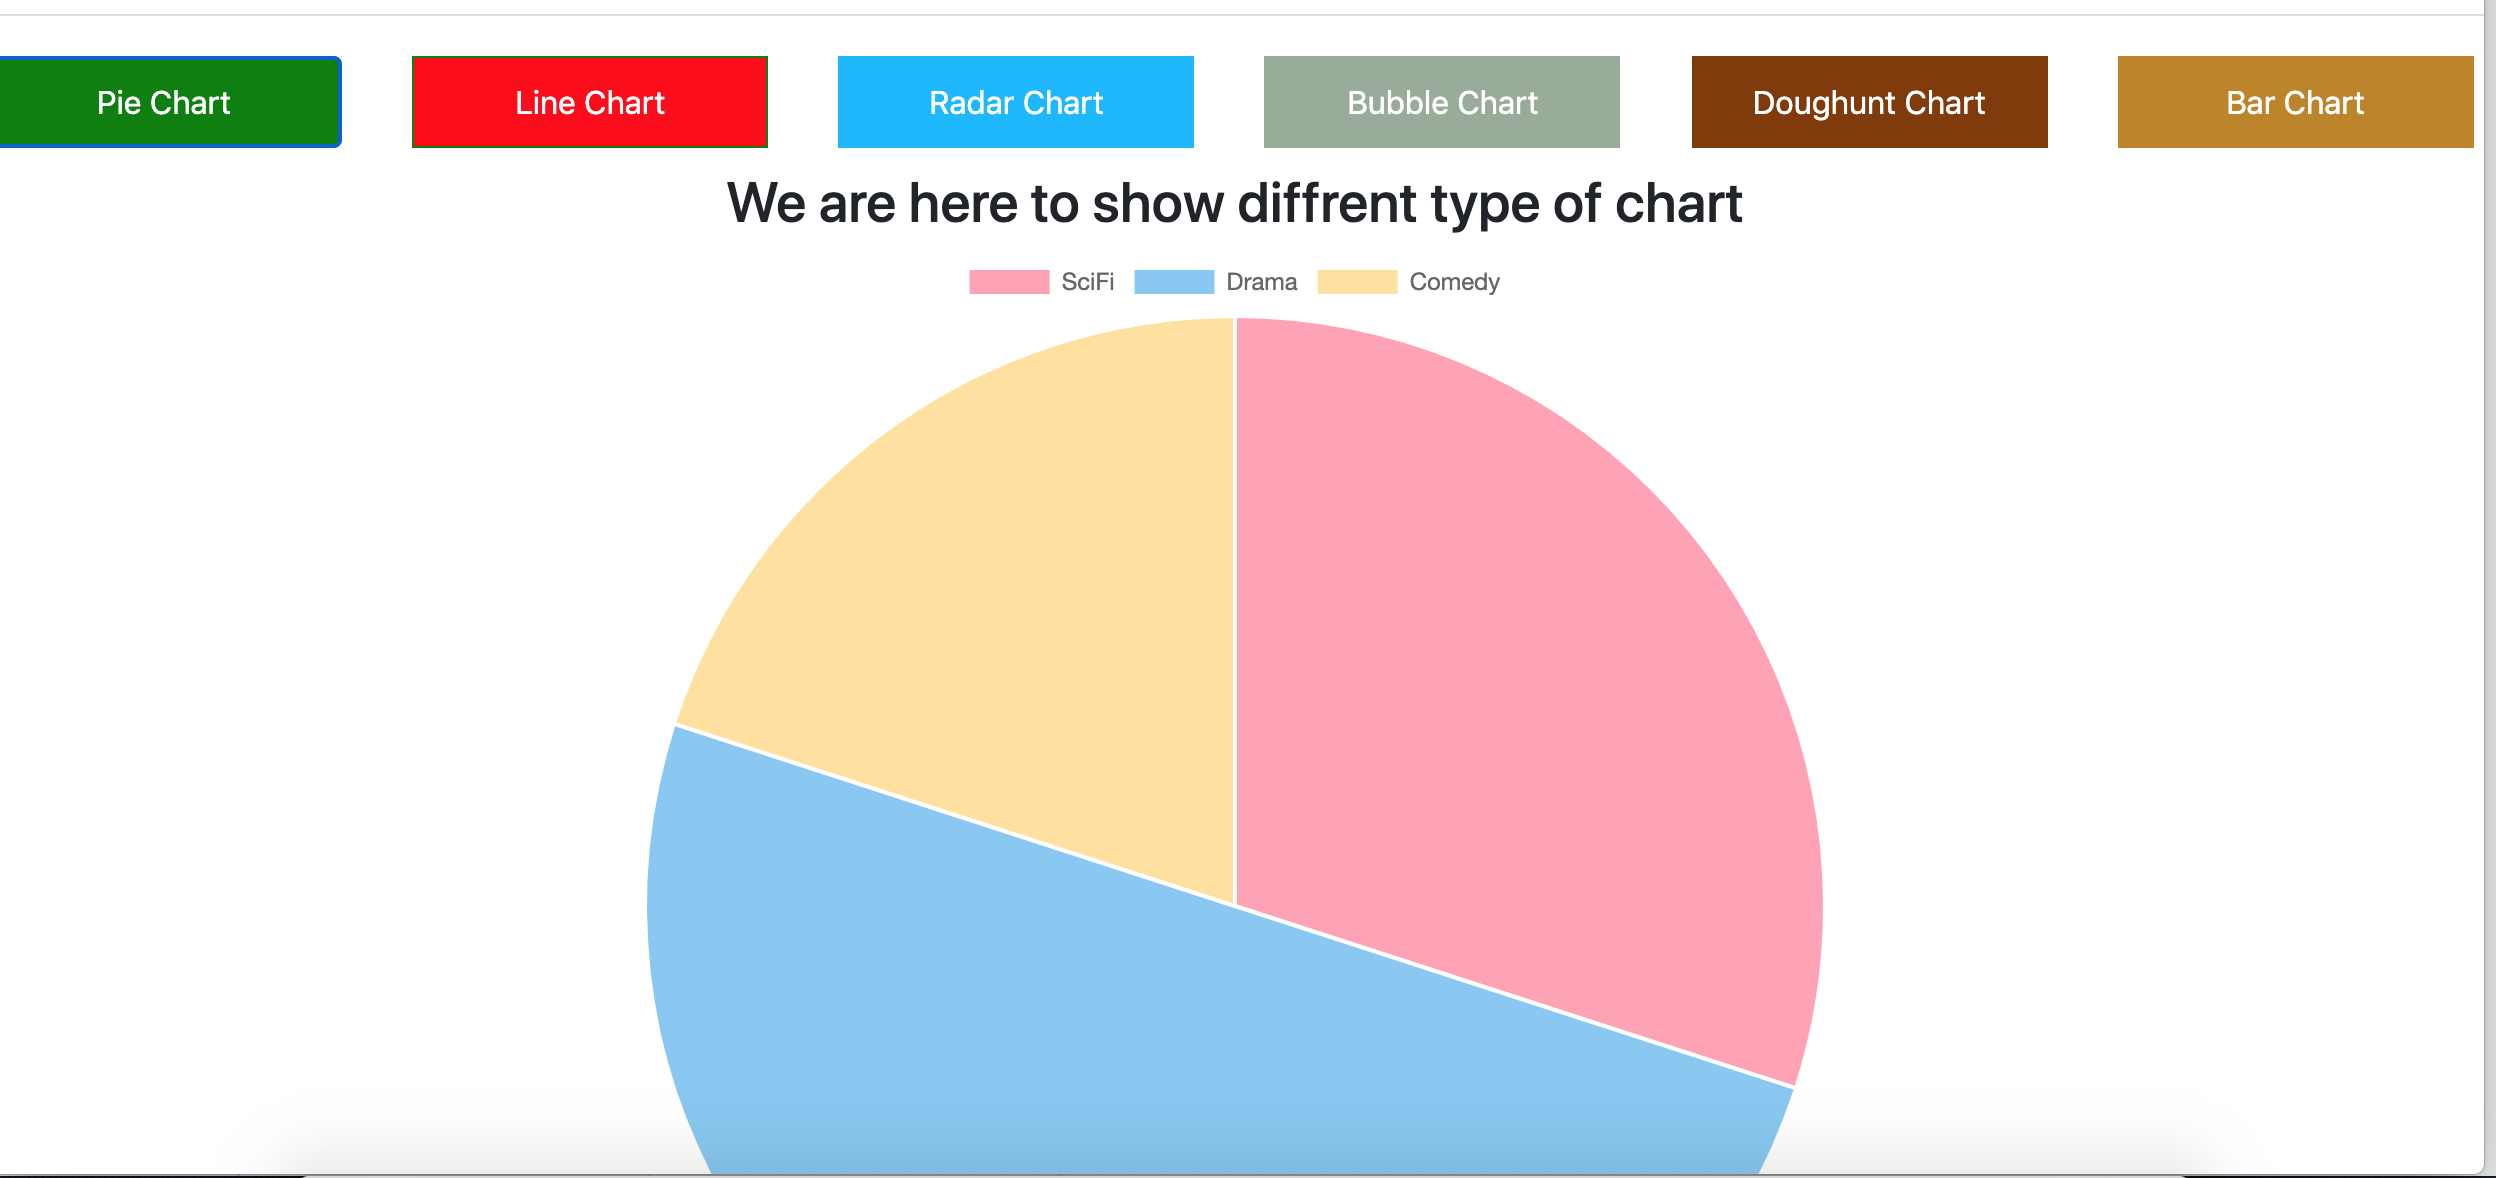 Pie Chart Line Chart Radar Chart Bubble Chart Doughunt Chart Bar Chart
We are here to show diffrent type of chart
SciFi Drama Comedy